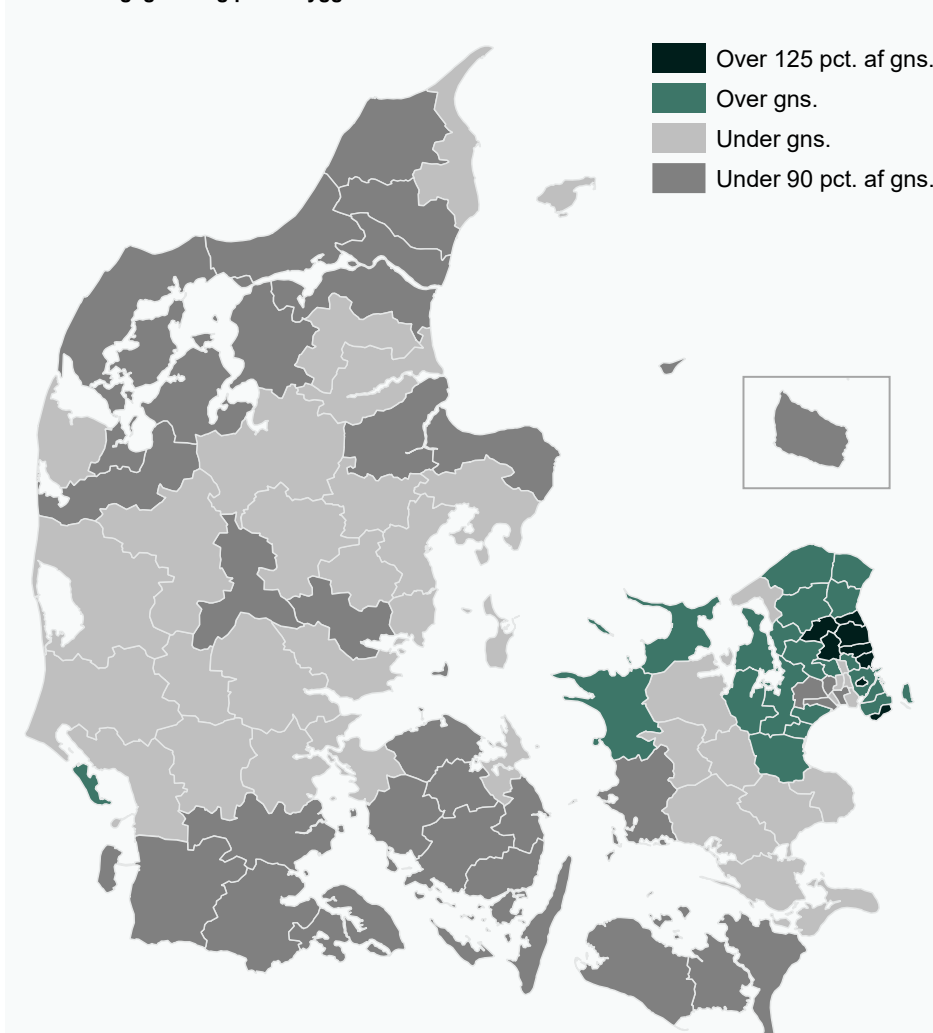 Over 125 pct. af gns.
Over gns.
Under gns.
Under 90 pct. af gns.